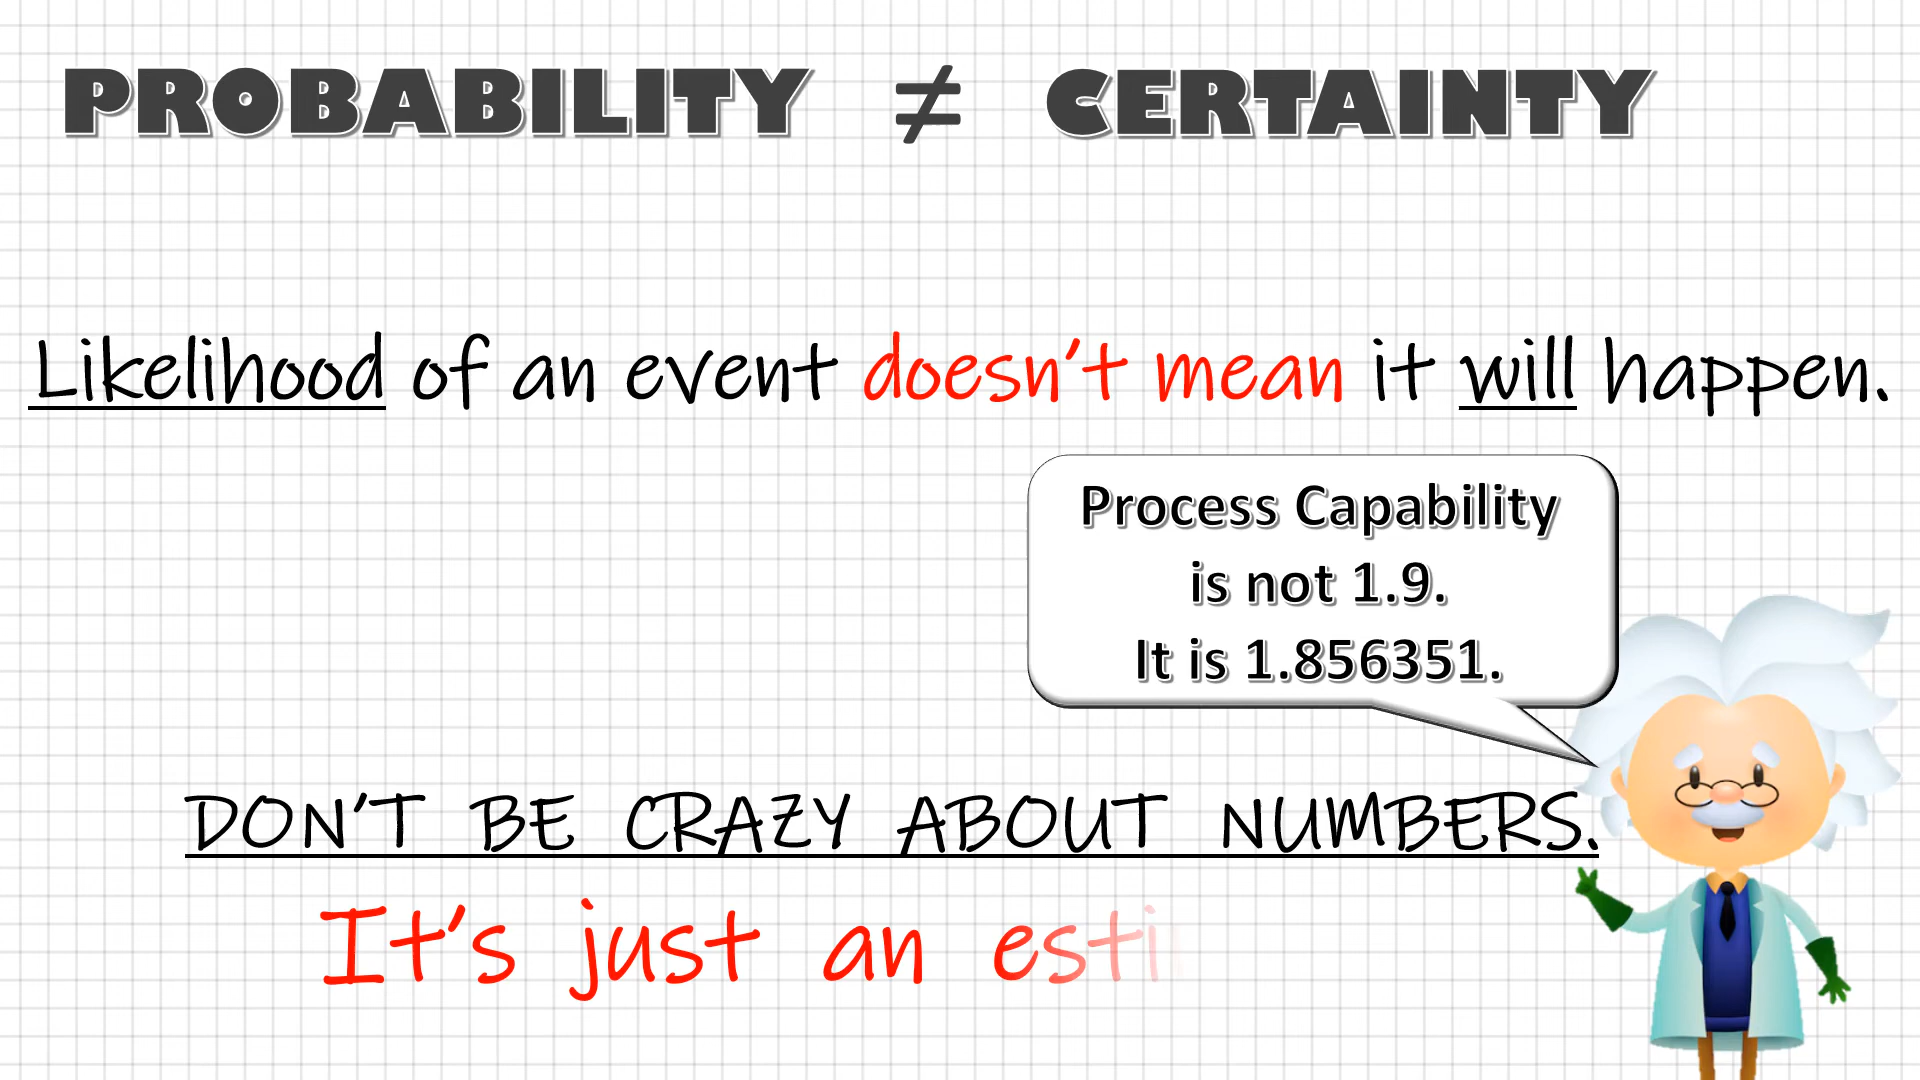 PROBABILITY ≠ CERTAINTY
Likelihood of an event doesn't mean it will happen.
Process Capability
is not 1.9.
It is 1.856351.
DON'T BE CRAZY ABOUT NUMBERS.
It's just an esti